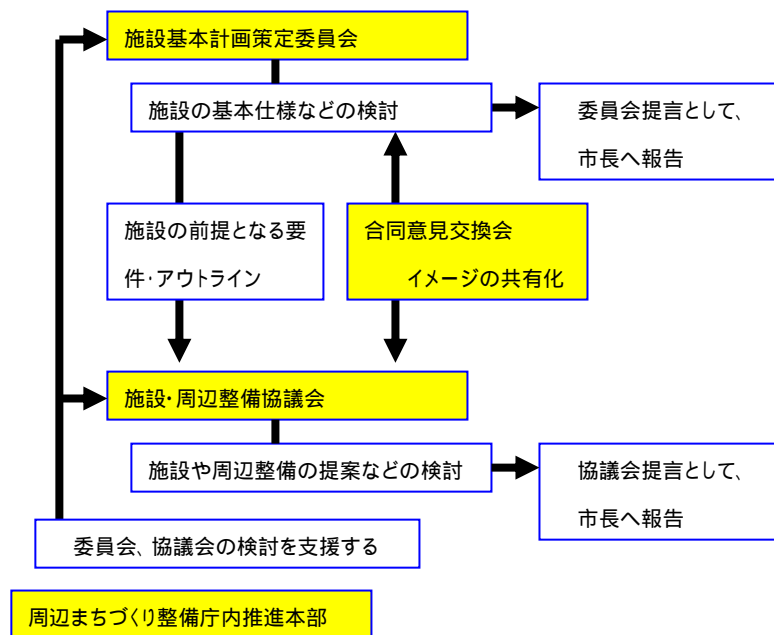 施設基本計画策定委員会
施設の基本仕様などの検討
委員会提言として、
市長へ報告
施設の前提となる要
件・アウトライン
合同意見交換会
イメージの共有化
施設・周辺整備協議会
施設や周辺整備の提案などの検討
協議会提言として、
市長へ報告
委員会、協議会の検討を支援する
周辺まちづくり整備庁内推進本部